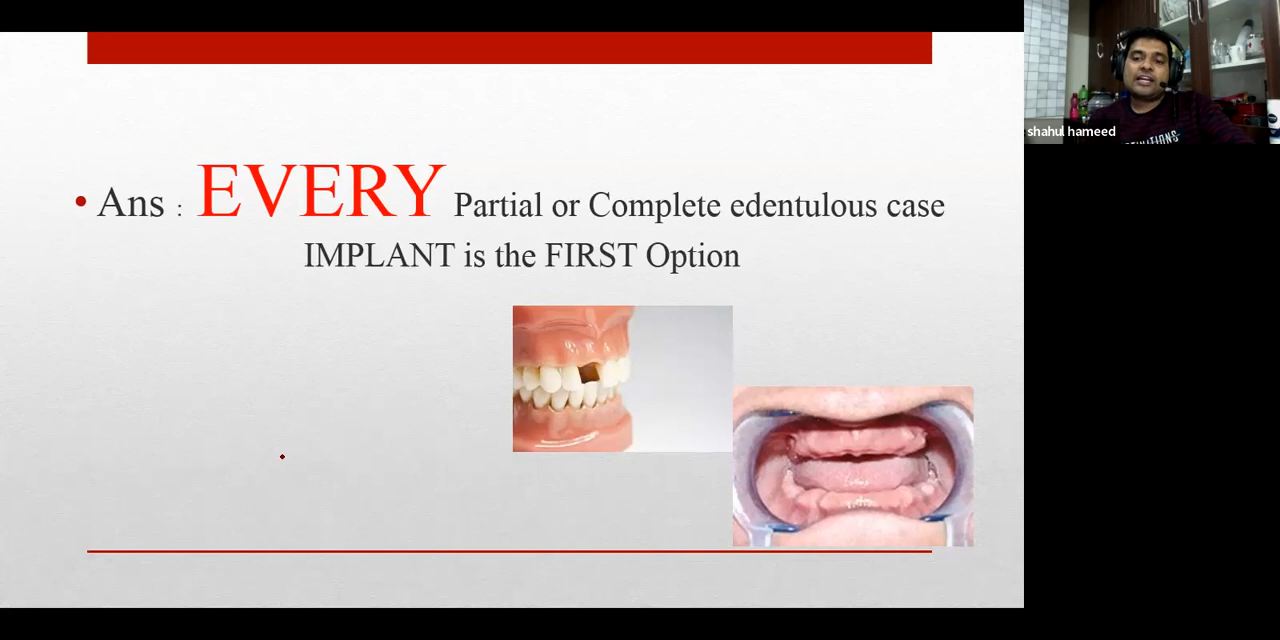 • Ans : EVERY Partial or Complete edentulous case
IMPLANT is the FIRST Option
shahul hameed